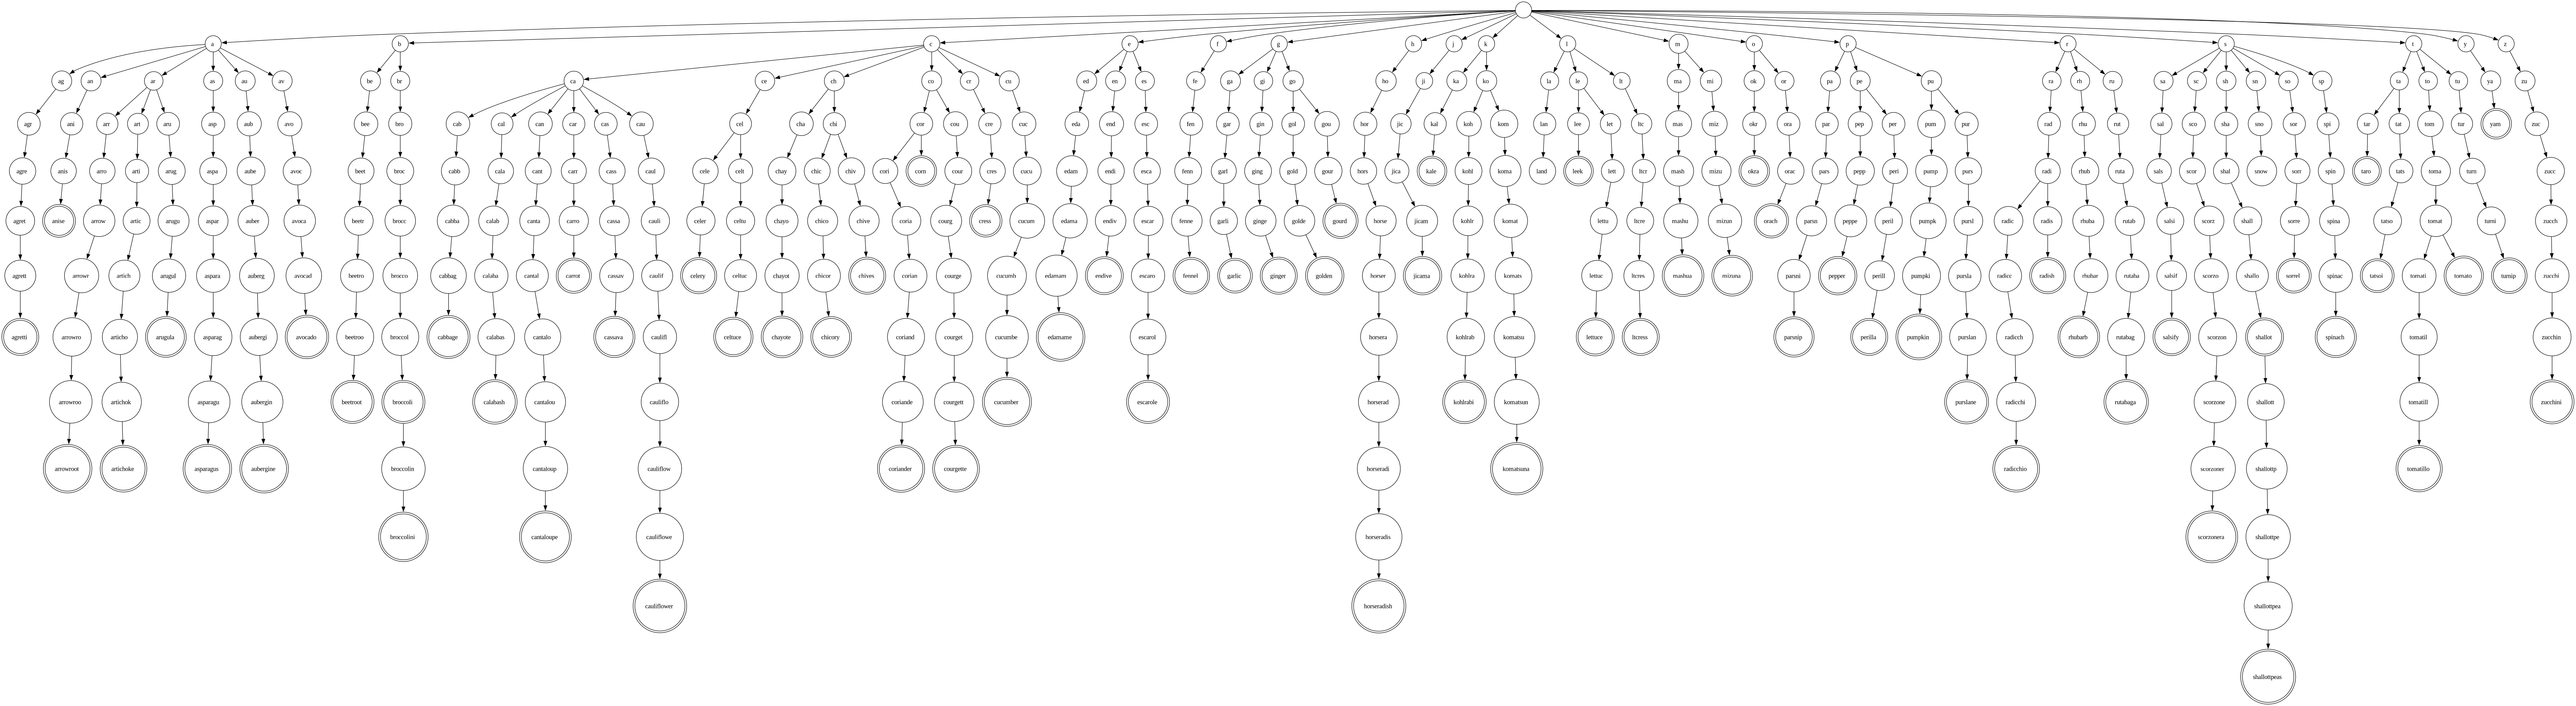 a b c e f g h j k l m o p r s t y z
ag an ar as au av be br ca ce ch co cr cu ed en es fe ga gi go ho ji ka ko la le lt ma mi ok or pa pe pu ra rh ru sa sc sh sn so sp ta to tu ya zu
agr ani arr art aru asp aub avo bee bro cab cal can car cas cau cel cha chi cor cou cre cuc eda end esc fen gar gin gol gou hor jic kal koh kom lan lee let ltc mas miz okr ora par pep per pum pur rad rhu rut sal sco sha sno sor spi tar tat tom tur yam zuc
agre anis arro arti arug aspa aube avoc beet broc cabb cala cant carr cass caul cele celt chay chic chiv cori corn cour cres cucu edam endi esca fenn garl ging gold gour hors jica kale kohl koma land leek lett ltcr mash mizu okra orac pars pepp peri pump purs radi rhub ruta sals scor shal snow sorr spin taro tats toma turn zucc
agret anise arrow artic arugu aspar auber avoca beetr brocc cabba calab canta carro cassa cauli celer celtu chayo chico chive coria courg cress cucum edama endiv escar fenne garli ginge golde gourd horse jicam kohlr komat lettu ltcre mashu mizun orach parsn peppe peril pumpk pursl radic radis rhuba rutab salsi scorz shall sorre spina tatso tomat turni zucch
agrett arrowr artich arugul aspara auberg avocad beetro brocco cabbag calaba cantal carrot cassav caulif celery celtuc chayot chicor chives corian courge cucumb edamam endive escaro fennel garlic ginger golden horser jicama kohlra komats lettuc ltcres mashua mizuna parsni pepper perill pumpki pursla radicc radish rhubar rutaba salsif scorzo shallo sorrel spinac tatsoi tomati tomato turnip zucchi
agretti arrowro articho arugula asparag aubergi avocado beetroo broccol cabbage calabas cantalo cassava caulifl celtuce chayote chicory coriand courget cucumbe edamame escarol horsera kohlrab komatsu lettuce ltcress parsnip perilla pumpkin purslan radicch rhubarb rutabag salsify scorzon shallot spinach tomatil zucchin
arrowroo artichok asparagu aubergin beetroot broccoli calabash cantalou cauliflo coriande courgett cucumber escarole horserad kohlrabi komatsun purslane radicchi rutabaga scorzone shallott tomatill zucchini
arrowroot artichoke asparagus aubergine broccolin cantaloup cauliflow coriander courgette horseradi komatsuna radicchio scorzoner shallottp tomatillo
broccolini cantaloupe cauliflowe horseradis scorzonera shallottpe
cauliflower horseradish shallottpea
shallottpeas